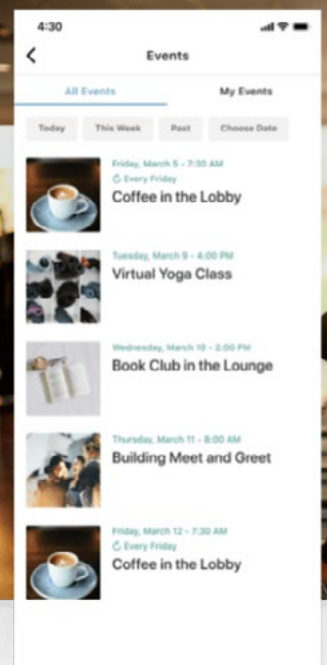 4:30
Events
All Events My Events
Today This Week Past Choose Date
Friday, March 5 - 7:30 AM
Every Friday
Coffee in the Lobby
Tuesday, March 9 - 4:00 PM
Virtual Yoga Class
Wednesday, March 10 - 2:00 PM
Book Club in the Lounge
Thursday, March 11 - 8:00 AM
Building Meet and Greet
Friday, March 12 - 7:30 AM
Every Friday
Coffee in the Lobby